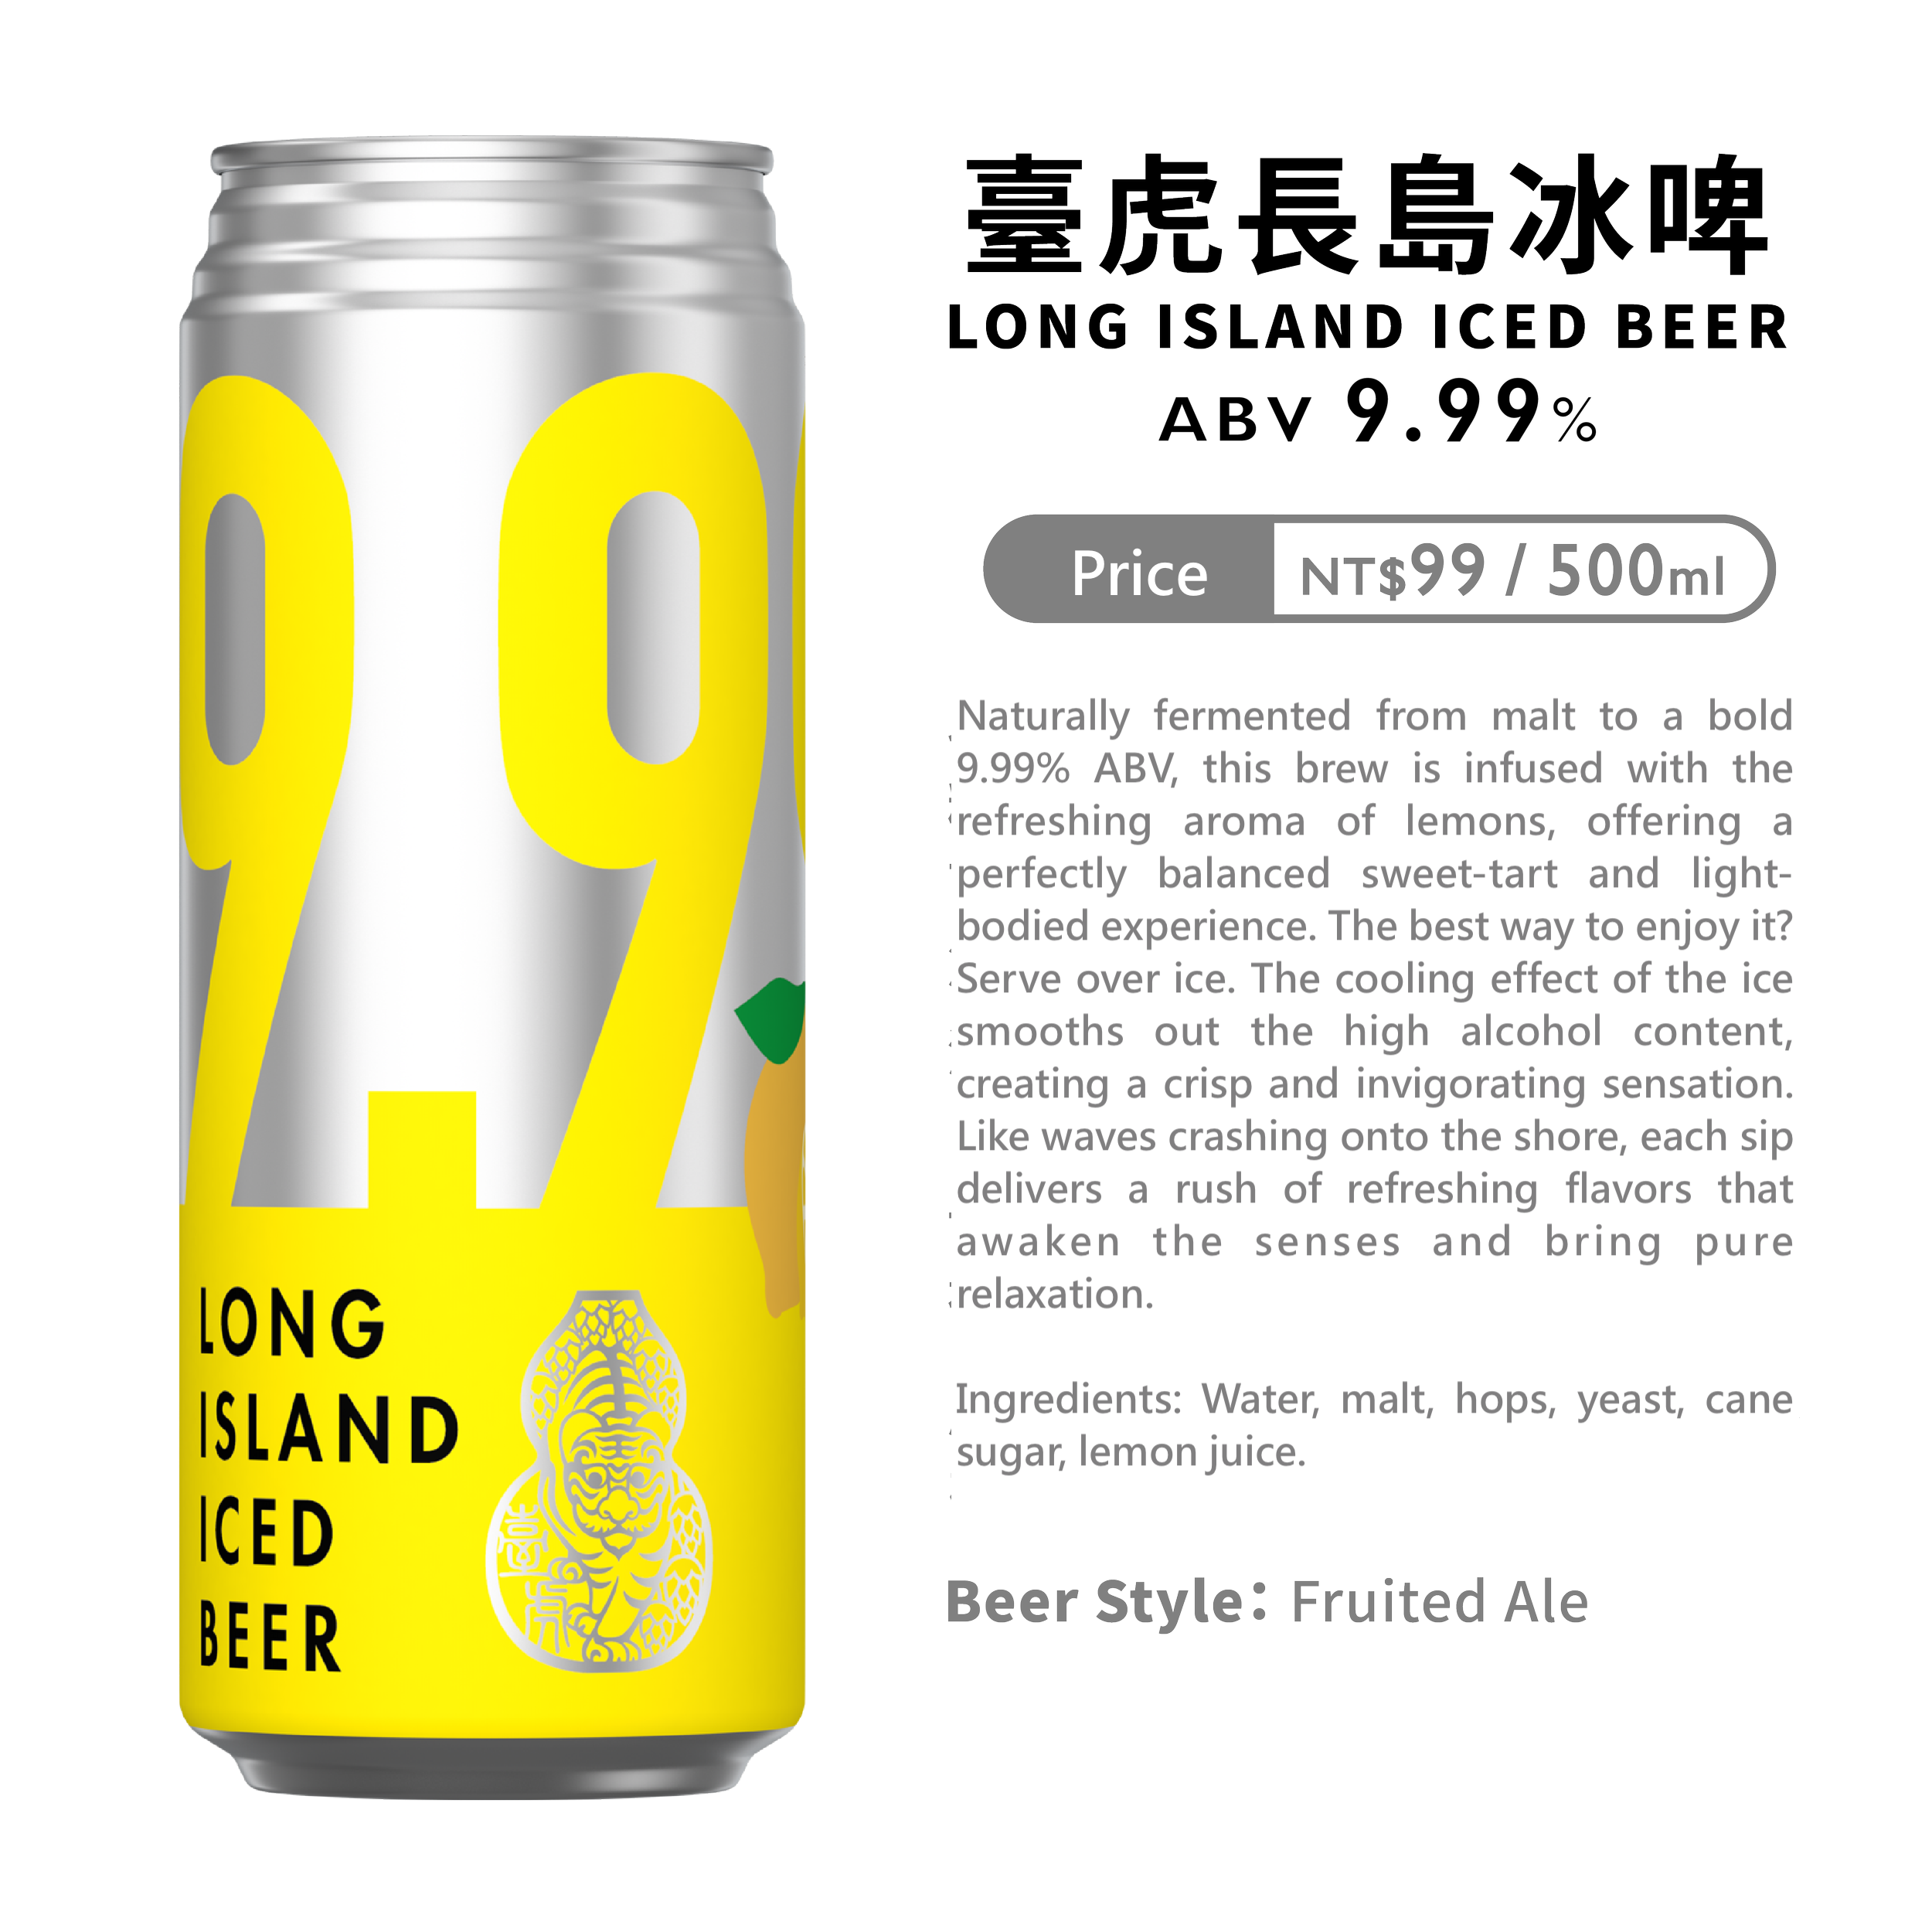 臺虎長島冰啤
LONG ISLAND ICED BEER
ABV 9.99%
Price NT$99 / 500ml
Naturally fermented from malt to a bold
9.99% ABV, this brew is infused with the
refreshing aroma of lemons, offering a
perfectly balanced sweet-tart and light-
bodied experience. The best way to enjoy it?
Serve over ice. The cooling effect of the ice
smooths out the high alcohol content,
creating a crisp and invigorating sensation.
Like waves crashing onto the shore, each sip
delivers a rush of refreshing flavors that
awaken the senses and bring pure
relaxation.
Ingredients: Water, malt, hops, yeast, cane
sugar, lemon juice.
Beer Style：Fruited Ale
9.9
LONG
ISLAND
ICED
BEER
臺
虎